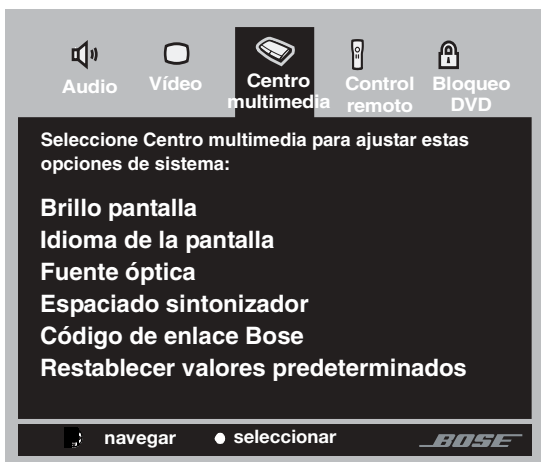 Audio
Vídeo
Centro
multimedia
Control
remoto
Bloqueo
DVD
Seleccione Centro multimedia para ajustar estas
opciones de sistema:
Brillo pantalla
Idioma de la pantalla
Fuente óptica
Espaciado sintonizador
Código de enlace Bose
Restablecer valores predeterminados
navegar seleccionar BOSE